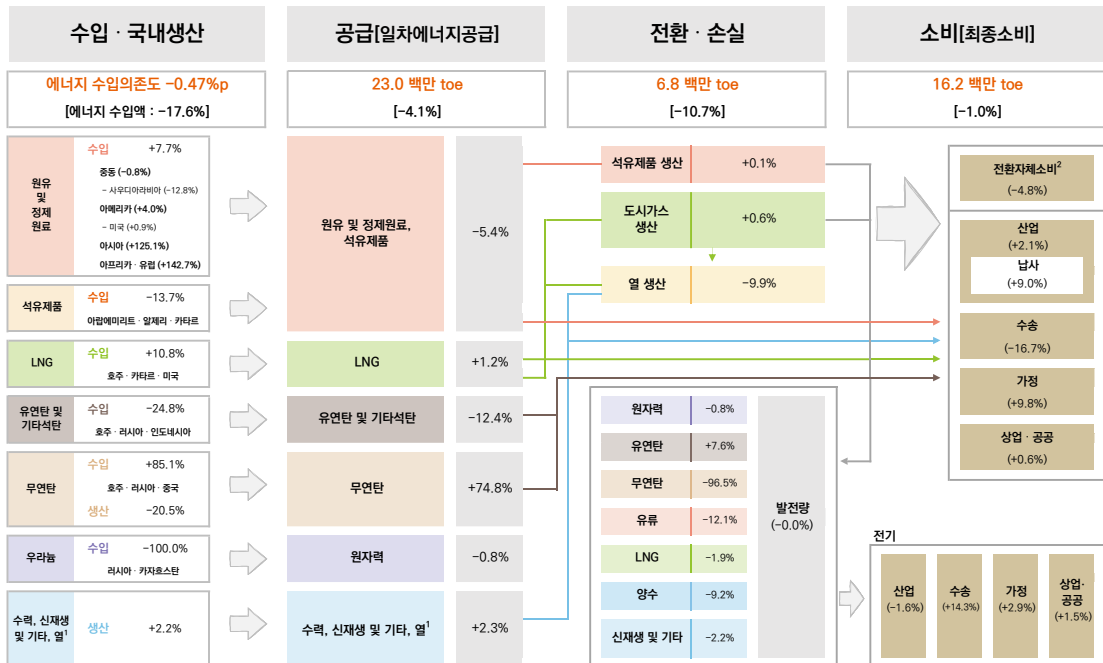 수입 · 국내생산
공급[일차에너지공급]
전환 · 손실
소비[최종소비]
에너지 수입의존도 −0.47%p
[에너지 수입액 : −17.6%]
23.0 백만 toe
[−4.1%]
6.8 백만 toe
[−10.7%]
16.2 백만 toe
[−1.0%]
원유
및
정제
원료
수입 +7.7%
중동 (−0.8%)
− 사우디아라비아 (−12.8%)
아메리카 (+4.0%)
− 미국 (+0.9%)
아시아 (+125.1%)
아프리카 · 유럽 (+142.7%)
석유제품
수입 −13.7%
아랍에미리트 · 알제리 · 카타르
LNG
수입 +10.8%
호주 · 카타르 · 미국
유연탄 및
기타석탄
수입 −24.8%
호주 · 러시아 · 인도네시아
무연탄
수입 +85.1%
호주 · 러시아 · 중국
생산 −20.5%
우라늄
수입 −100.0%
러시아 · 카자흐스탄
수력, 신재생
및 기타, 열1
생산 +2.2%
원유 및 정제원료,
석유제품
−5.4%
LNG
+1.2%
유연탄 및 기타석탄
−12.4%
무연탄
+74.8%
원자력
−0.8%
수력, 신재생 및 기타, 열1
+2.3%
석유제품 생산 +0.1%
도시가스
생산
+0.6%
열 생산 −9.9%
원자력 −0.8%
유연탄 +7.6%
무연탄 −96.5%
유류 −12.1%
LNG −1.9%
양수 −9.2%
신재생 및 기타 −2.2%
발전량
(−0.0%)
전환자체소비2
(−4.8%)
산업
(+2.1%)
납사
(+9.0%)
수송
(−16.7%)
가정
(+9.8%)
상업 · 공공
(+0.6%)
전기
산업
(−1.6%)
수송
(+14.3%)
가정
(+2.9%)
상업·
공공
(+1.5%)